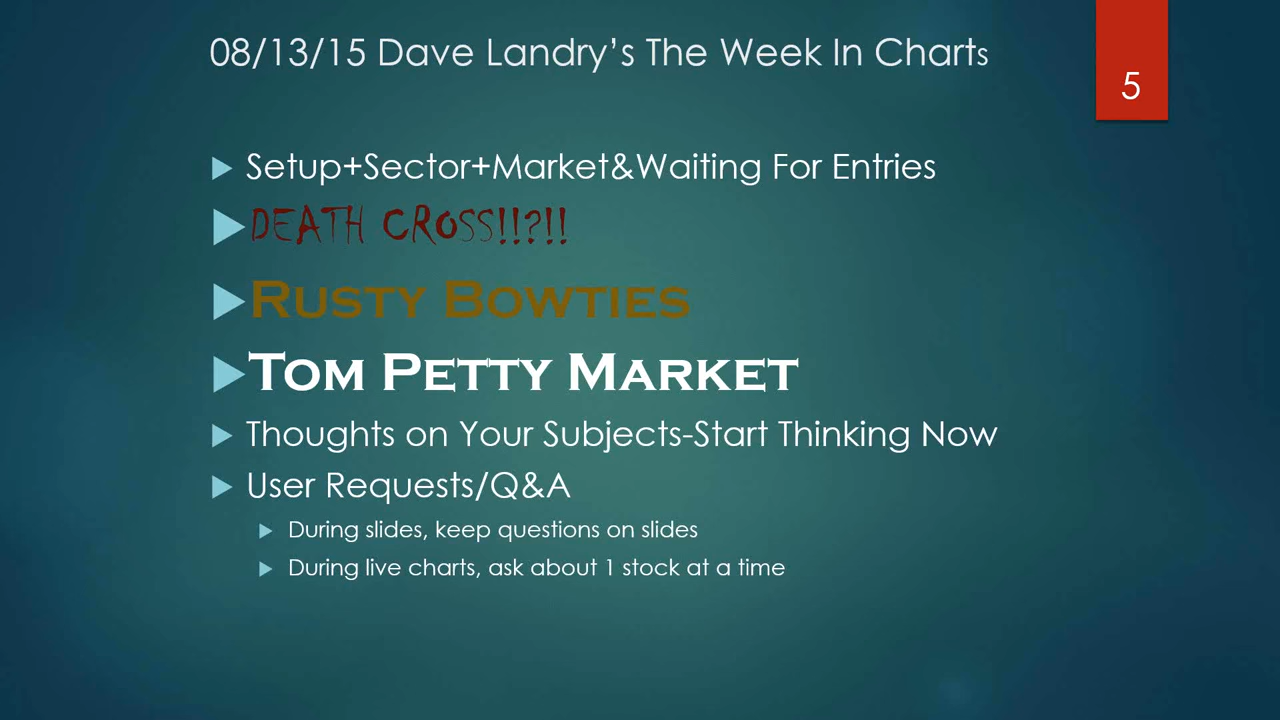 08/13/15 Dave Landry’s The Week In Charts
5
Setup+Sector+Market&Waiting For Entries
DEATH CROSS!!?!!
Rusty Bowties
Tom Petty Market
Thoughts on Your Subjects-Start Thinking Now
User Requests/Q&A
During slides, keep questions on slides
During live charts, ask about 1 stock at a time